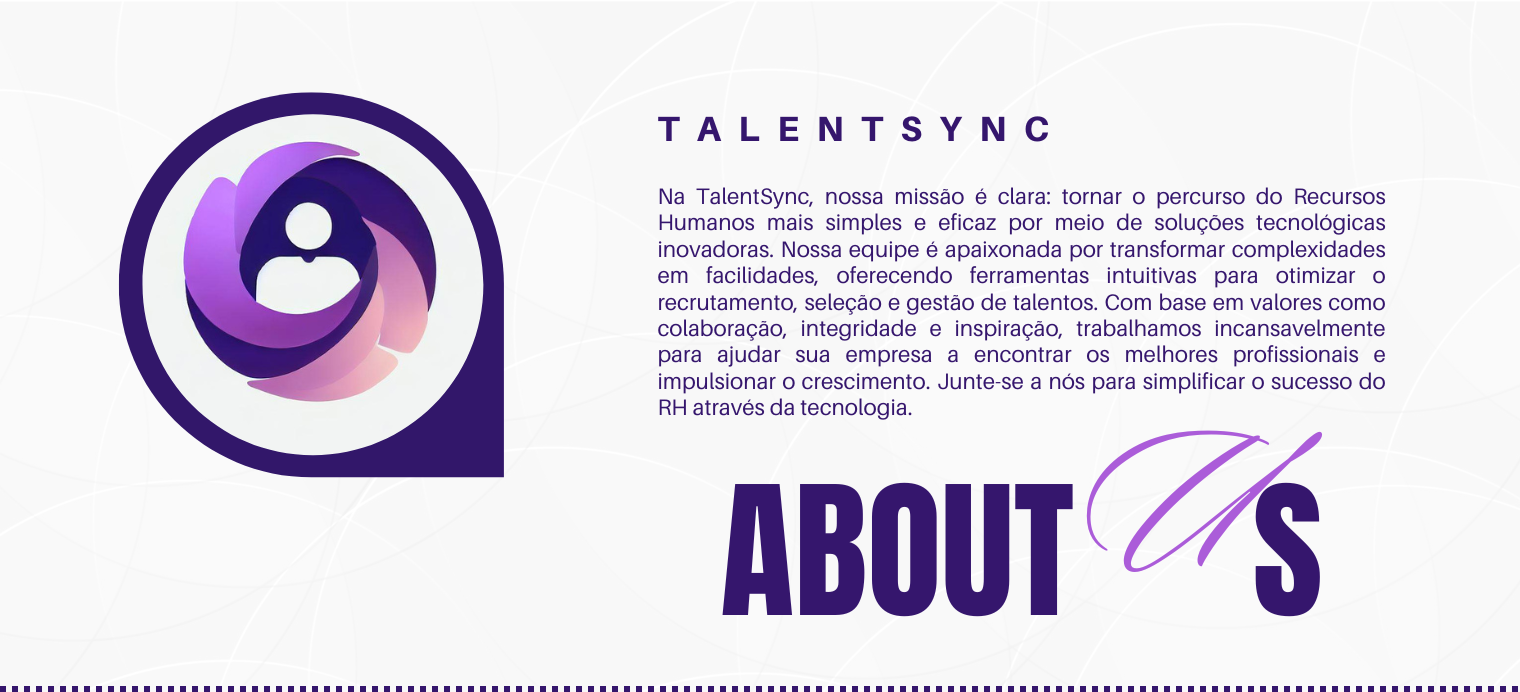 TALENTSYNC
Na TalentSync, nossa missão é clara: tornar o percurso do Recursos
Humanos mais simples e eficaz por meio de soluções tecnológicas
inovadoras. Nossa equipe é apaixonada por transformar complexidades
em facilidades, oferecendo ferramentas intuitivas para otimizar o
recrutamento, seleção e gestão de talentos. Com base em valores como
colaboração, integridade e inspiração, trabalhamos incansavelmente
para ajudar sua empresa a encontrar os melhores profissionais e
impulsionar o crescimento. Junte-se a nós para simplificar o sucesso do
RH através da tecnologia.
ABOUT US